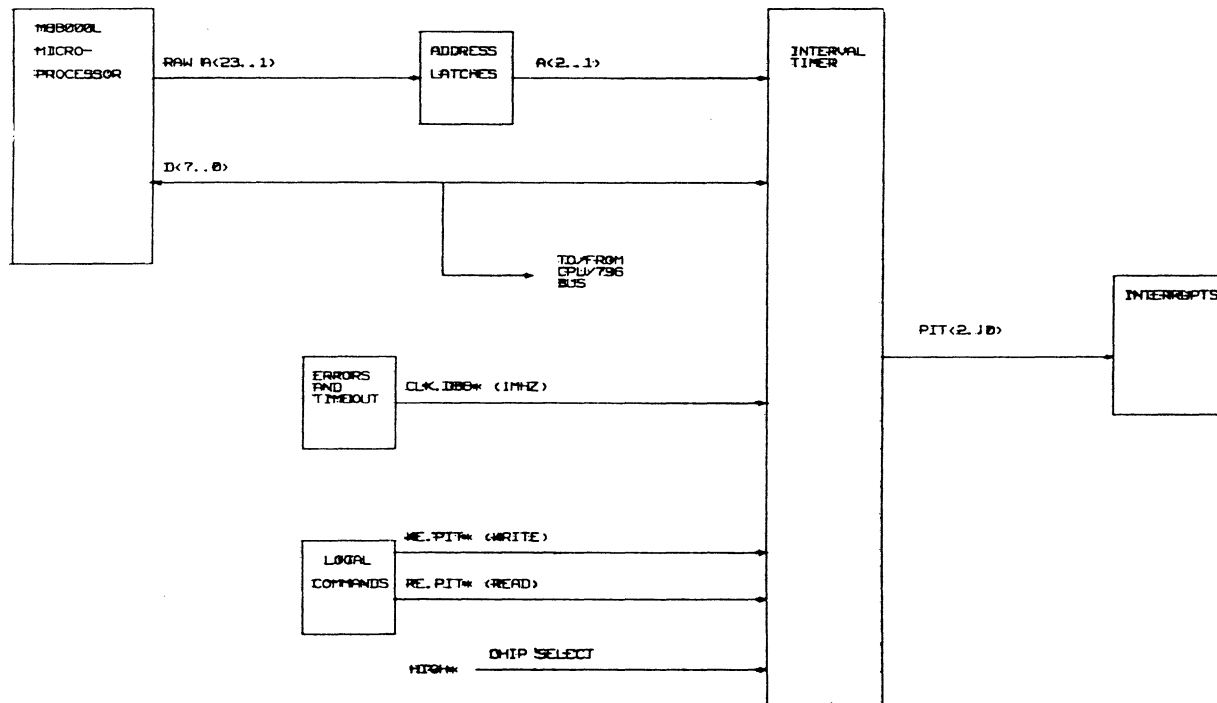 M68000L
MICRO-
PROCESSOR
RAW A<23..1>
ADDRESS
LATCHES
A<2..1>
INTERVAL
TIMER
D<7..0>
TO/FROM
CPU/796
BUS
INTERRUPTS
PIT<2..0>
ERRORS
AND
TIMEOUT
(1MHZ)
WE.PIT* (WRITE)
LOCAL
COMMANDS
RE.PIT* (READ)
CHIP SELECT
HIGH*